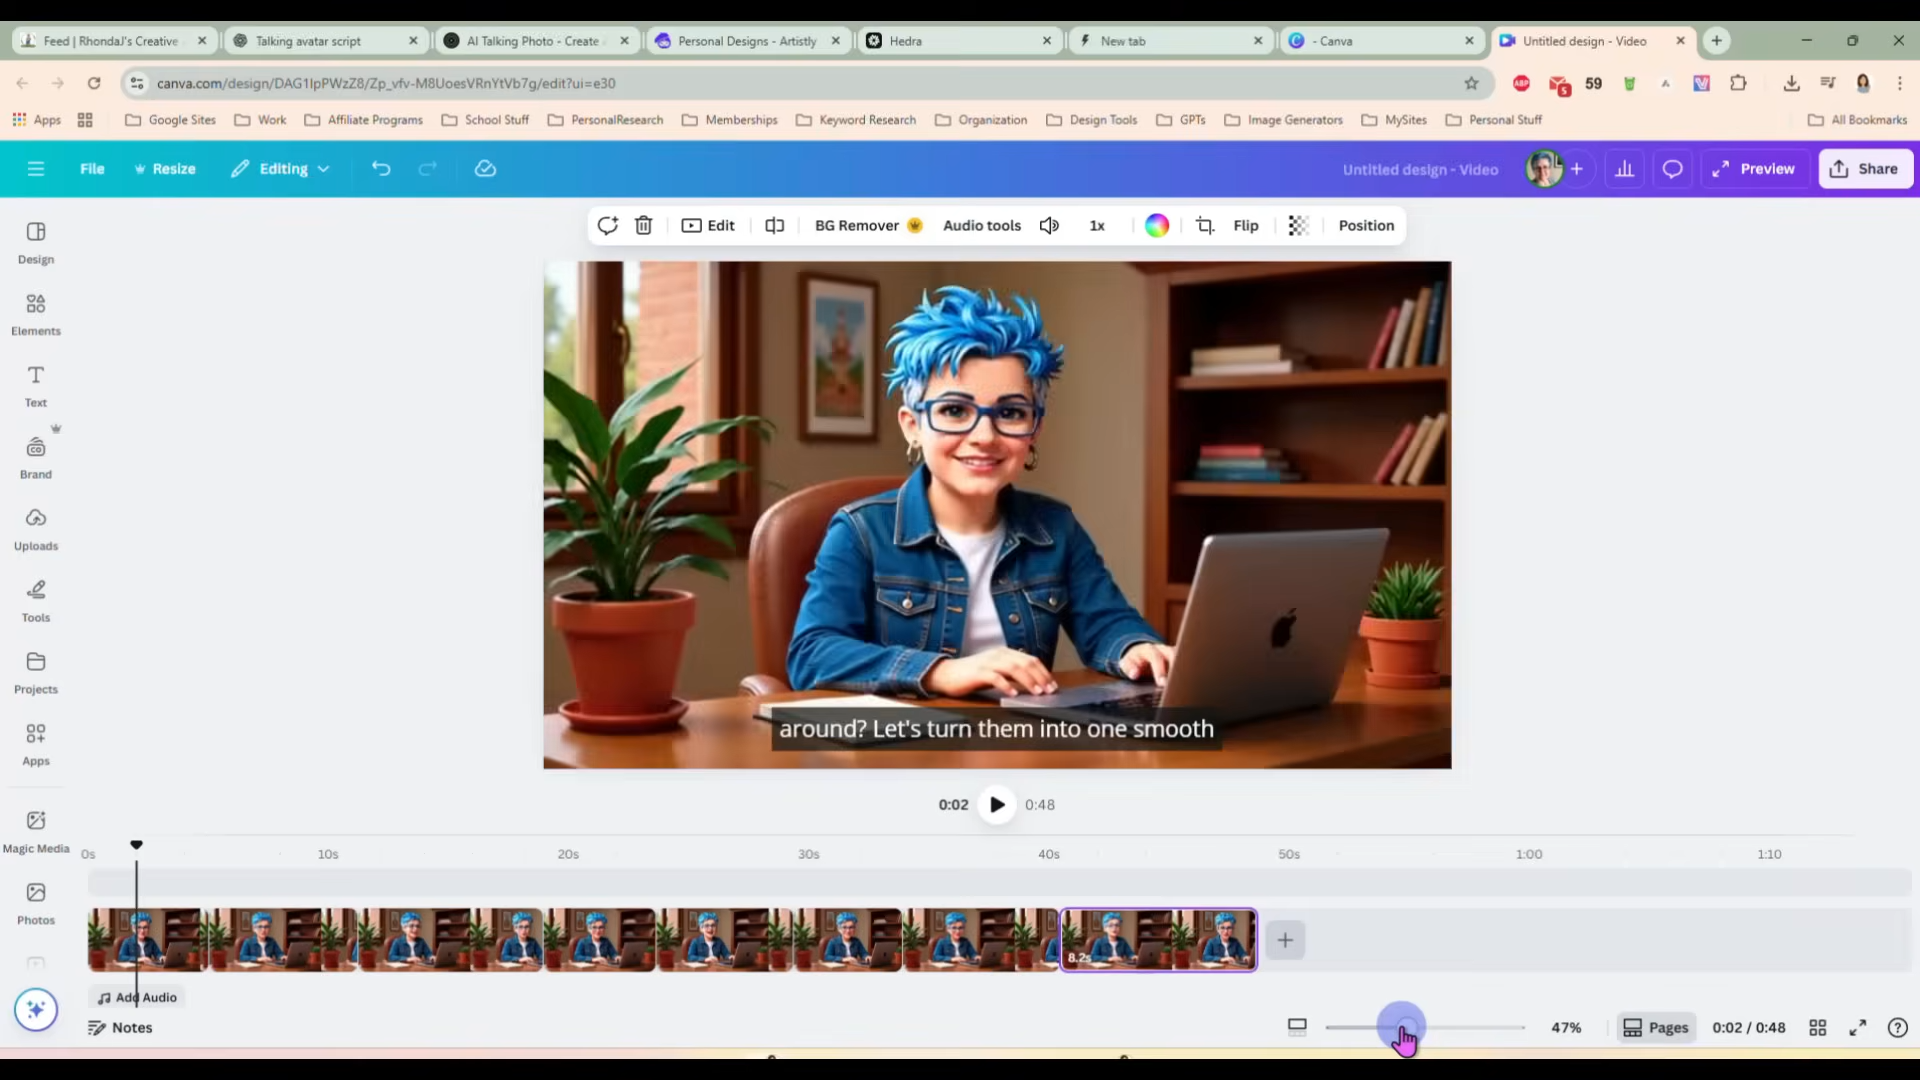 Feed | RhondaJ's Creative
Talking avatar script
AI Talking Photo - Create
Personal Designs - Artistly
Hedra
New tab
- Canva
Untitled design - Video
canva.com/design/DAG1IpPWzZ8/Zp_vfv-M8UoesVRnYtVb7g/edit?ui=e30
ABP
5
59
Apps
Google Sites
Work
Affiliate Programs
School Stuff
PersonalResearch
Memberships
Keyword Research
Organization
Design Tools
GPTs
Image Generators
MySites
Personal Stuff
All Bookmarks
File
Resize
Editing
Untitled design - Video
Preview
Share
Edit
BG Remover
Audio tools
1x
Flip
Position
Design
Elements
Text
Brand
Uploads
Tools
Projects
Apps
Magic Media
Photos
around? Let's turn them into one smooth
0:02
0:48
0s
10s
20s
30s
40s
50s
1:00
1:10
8.2s
Add Audio
Notes
47%
Pages
0:02 / 0:48